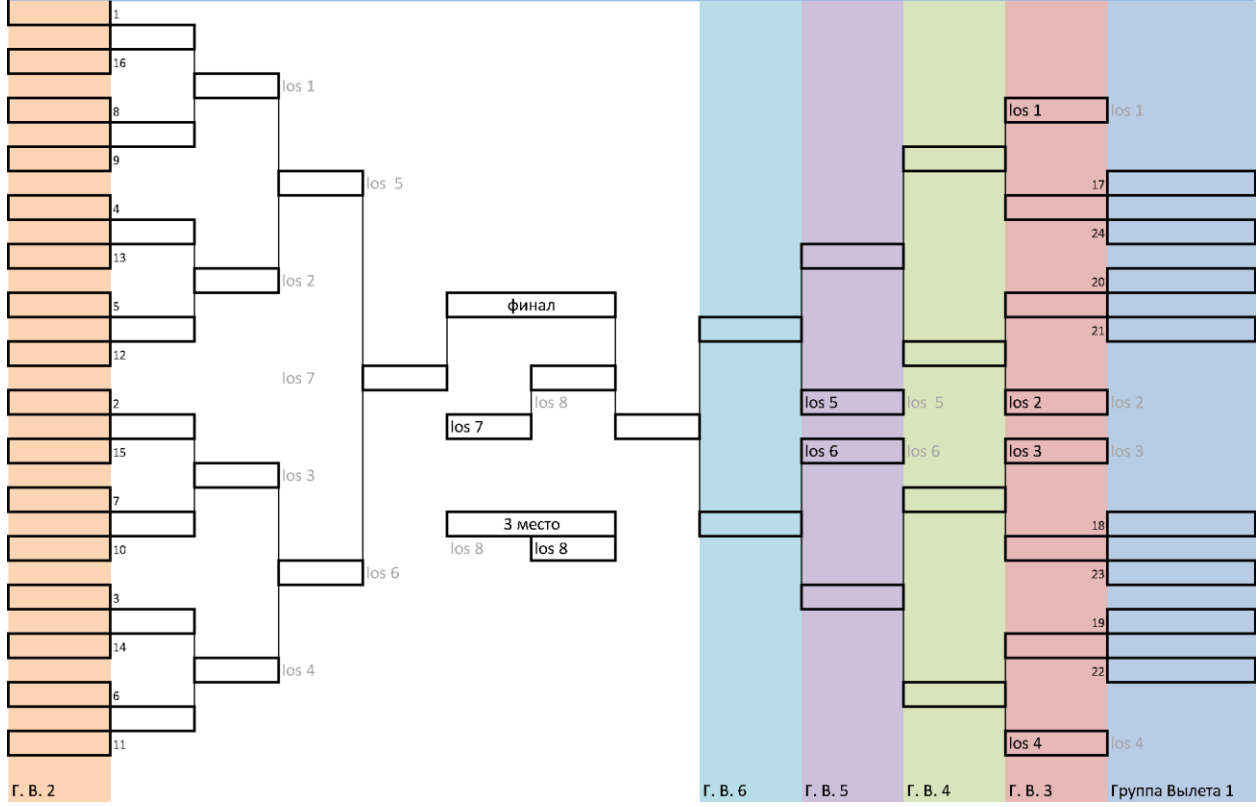 1
16
los 1
8
los 1
los 1
9
los 5
17
4
24
13
los 2
20
5
финал
21
12
los 7
2
los 8
los 5
los 5
los 2
los 2
los 7
15
los 6
los 6
los 3
los 3
los 3
7
3 место
18
10
los 8
los 8
los 6
23
3
19
14
los 4
22
6
11
los 4
los 4
Г. В. 2
Г. В. 6
Г. В. 5
Г. В. 4
Г. В. 3
Группа Вылета 1